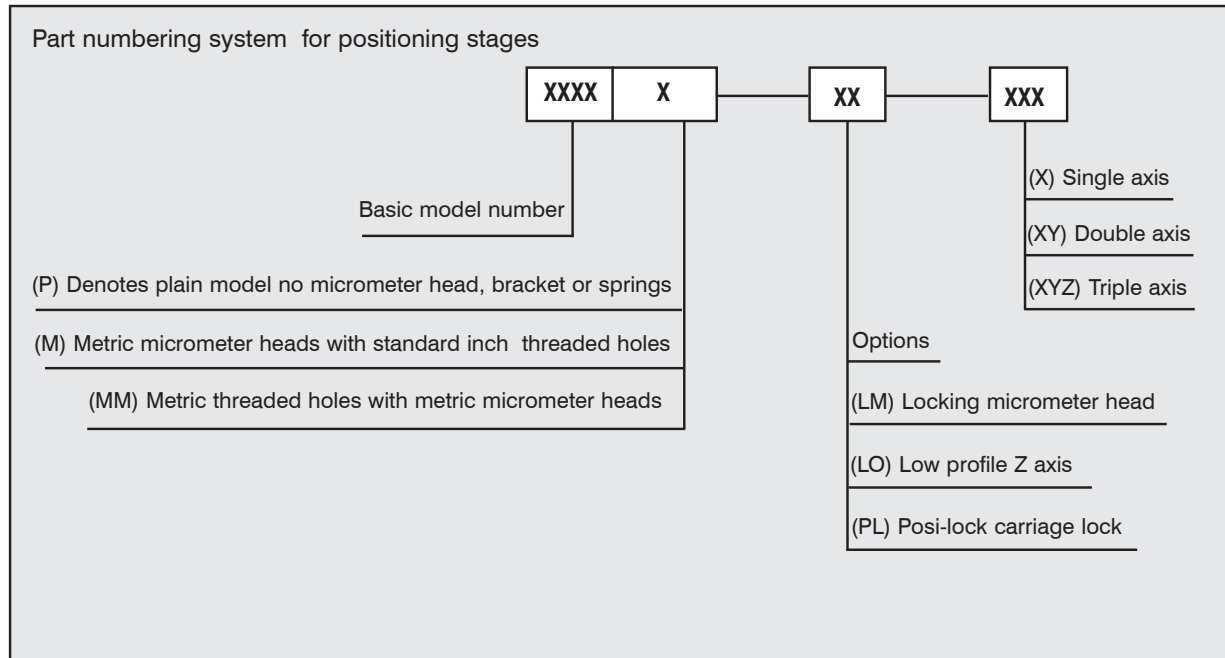 Part numbering system for positioning stages
XXXX X XX XXX
(X) Single axis
Basic model number
(XY) Double axis
(P) Denotes plain model no micrometer head, bracket or springs
(XYZ) Triple axis
(M) Metric micrometer heads with standard inch threaded holes
Options
(MM) Metric threaded holes with metric micrometer heads
(LM) Locking micrometer head
(LO) Low profile Z axis
(PL) Posi-lock carriage lock